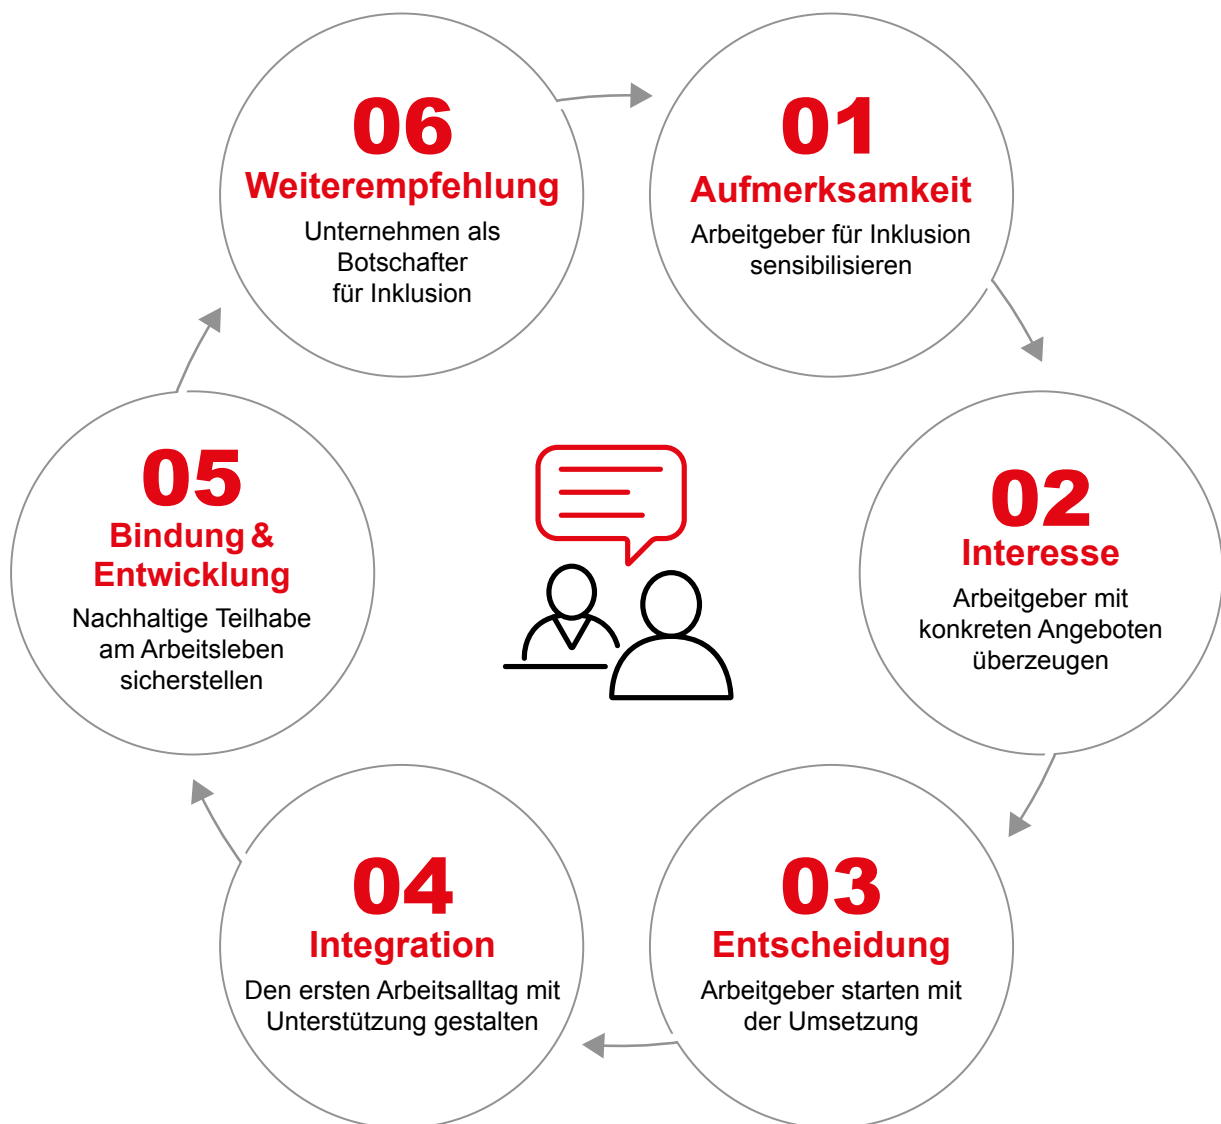 01
Aufmerksamkeit
Arbeitgeber für Inklusion
sensibilisieren
02
Interesse
Arbeitgeber mit
konkreten Angeboten
überzeugen
03
Entscheidung
Arbeitgeber starten mit
der Umsetzung
04
Integration
Den ersten Arbeitsalltag mit
Unterstützung gestalten
05
Bindung &
Entwicklung
Nachhaltige Teilhabe
am Arbeitsleben
sicherstellen
06
Weiterempfehlung
Unternehmen als
Botschafter
für Inklusion